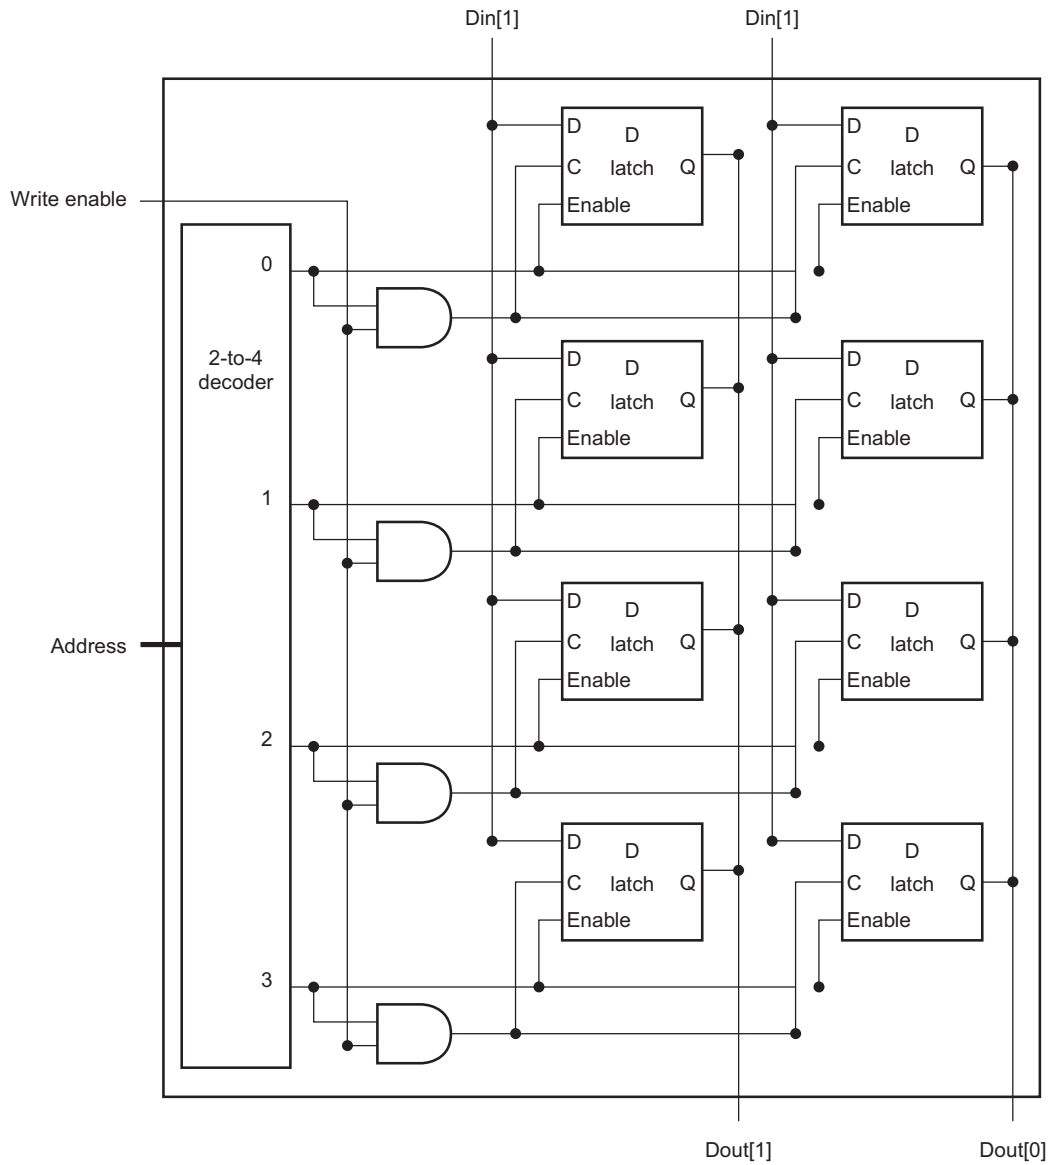 Din[1] Din[1]
D D latch C Q Enable
D D latch C Q Enable
Write enable
0
2-to-4
decoder
D D latch C Q Enable
D D latch C Q Enable
1
D D latch C Q Enable
D D latch C Q Enable
Address
2
D D latch C Q Enable
D D latch C Q Enable
3
Dout[1] Dout[0]